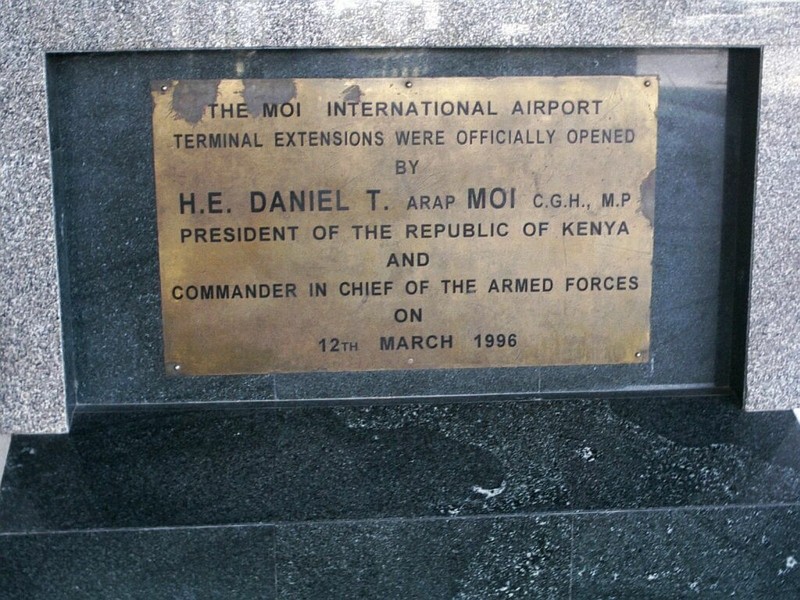 THE MOI INTERNATIONAL AIRPORT
TERMINAL EXTENSIONS WERE OFFICIALLY OPENED
BY
H.E. DANIEL T. ARAP MOI C.G.H., M.P
PRESIDENT OF THE REPUBLIC OF KENYA
AND
COMMANDER IN CHIEF OF THE ARMED FORCES
ON
12TH MARCH 1996